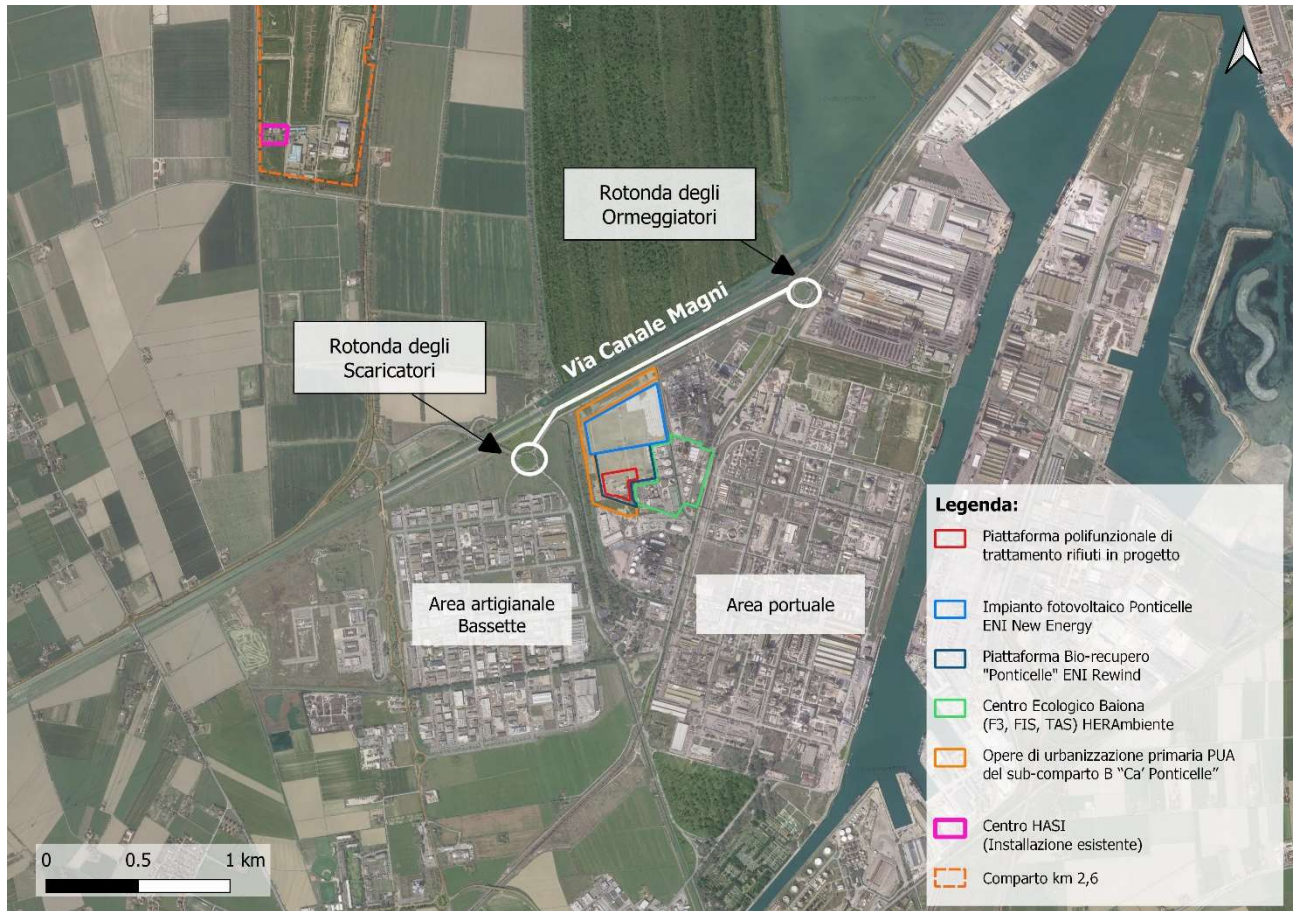 Rotonda degli
Ormeggiatori
Via Canale Magni
Rotonda degli
Scaricatori
Area artigianale
Bassette
Area portuale
Legenda:
Piattaforma polifunzionale di
trattamento rifiuti in progetto
Impianto fotovoltaico Ponticelle
ENI New Energy
Piattaforma Bio-recupero
"Ponticelle" ENI Rewind
Centro Ecologico Baiona
(F3, FIS, TAS) HERAmbiente
Opere di urbanizzazione primaria PUA
del sub-comparto B “Ca’ Ponticelle”
Centro HASI
(Installazione esistente)
Comparto km 2,6
0 0.5 1 km